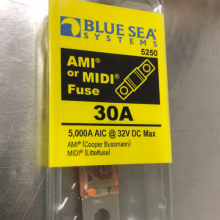 BLUE SEA
SYSTEMS
5250
AMI®
or MIDI®
Fuse
30A
5,000A AIC @ 32V DC Max
AMI® (Cooper Bussmann)
MIDI® (Littelfuse)